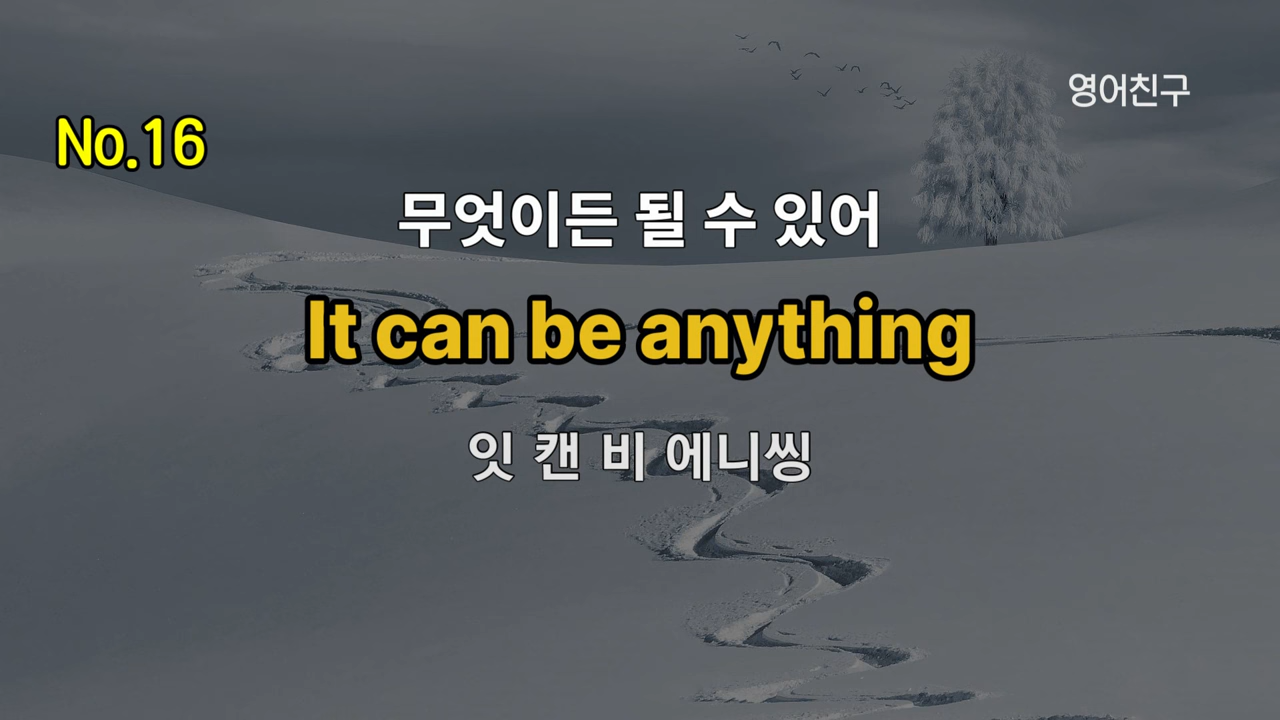 영어친구
No.16
무엇이든 될 수 있어
It can be anything
잇 캔 비 에니씽